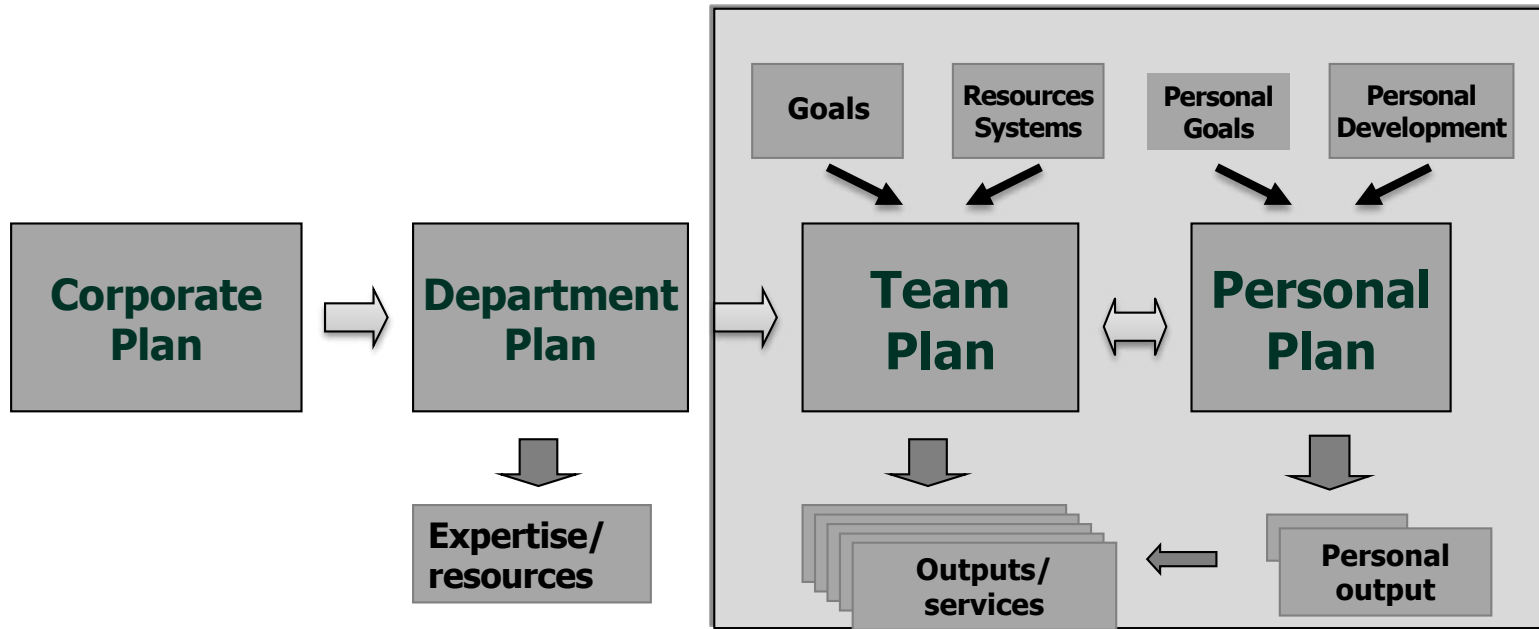 Goals
Resources
Systems
Personal
Goals
Personal
Development
Corporate
Plan
Department
Plan
Team
Plan
Personal
Plan
Expertise/
resources
Outputs/
services
Personal
output